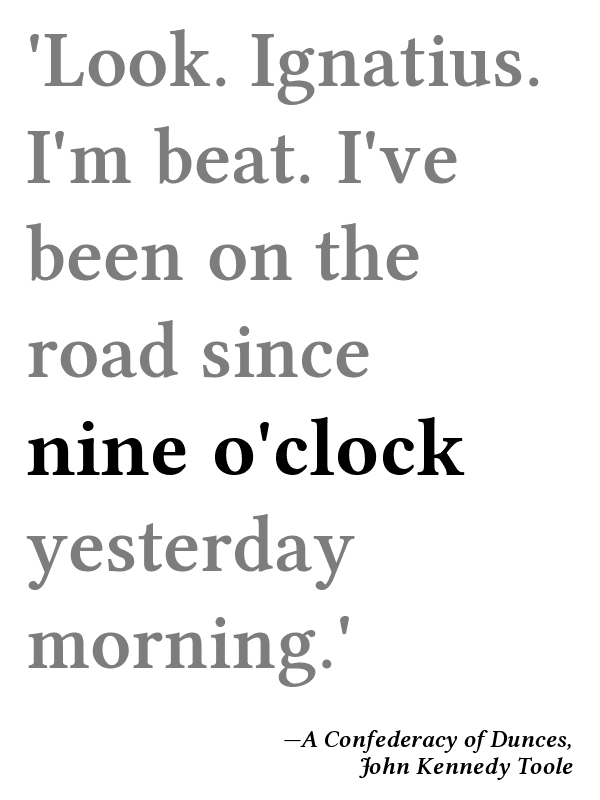 'Look. Ignatius.
I'm beat. I've
been on the
road since
nine o'clock
yesterday
morning.'
—A Confederacy of Dunces,
John Kennedy Toole